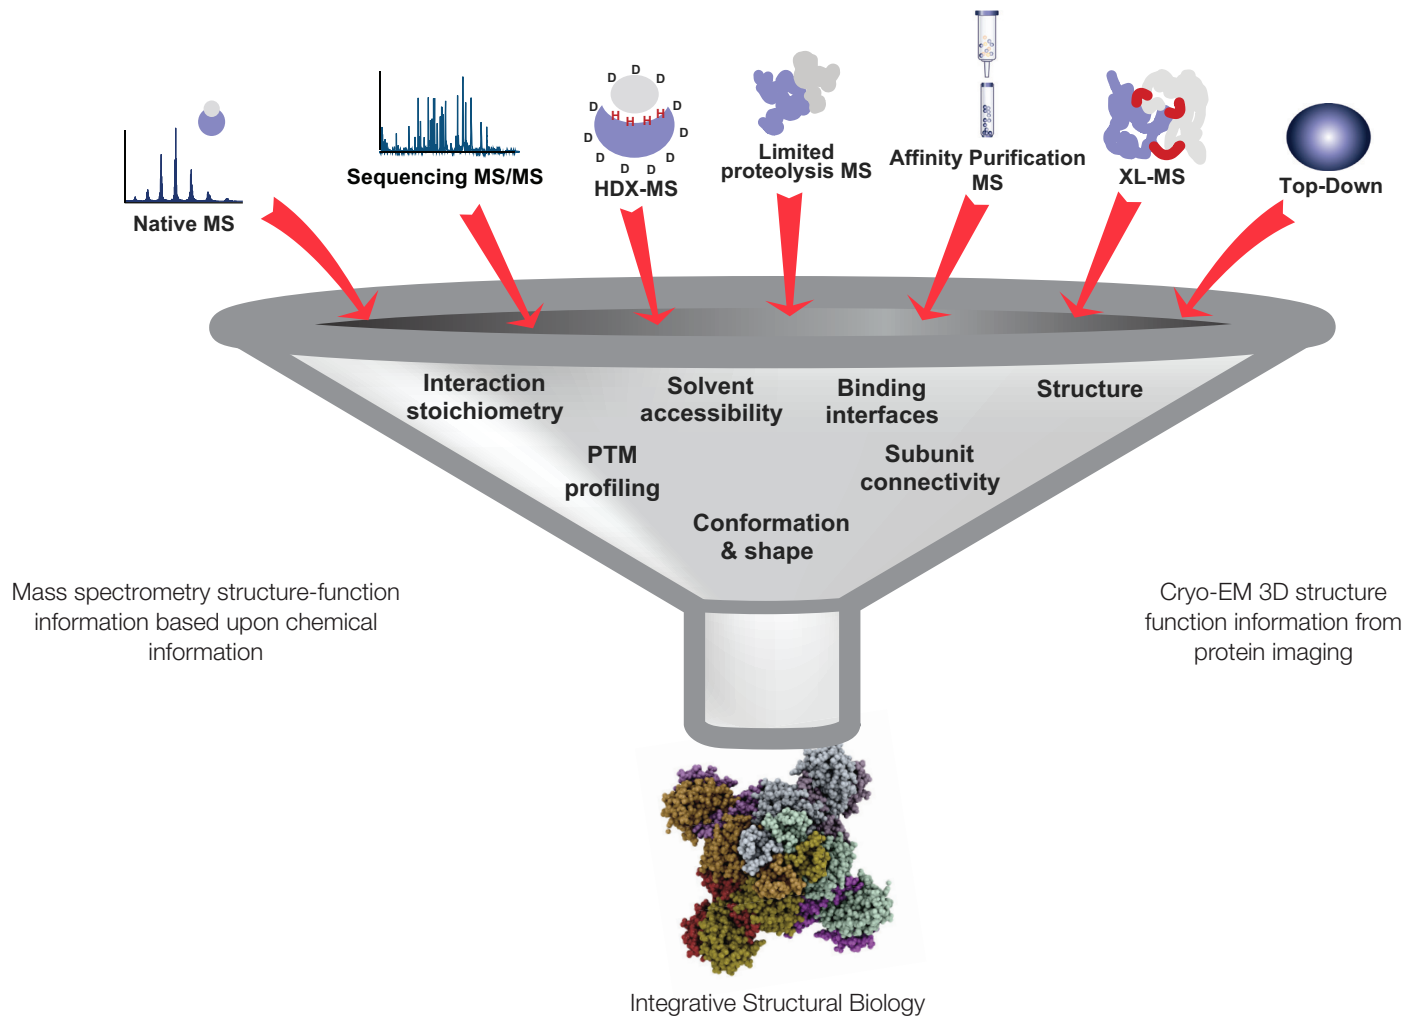 Native MS
Sequencing MS/MS
D
D
D
D
D
H
H
H
H
D
D
D
D
D
D
D
HDX-MS
Limited
proteolysis MS
Affinity Purification
MS
XL-MS
Top-Down
Interaction
stoichiometry
Solvent
accessibility
Binding
interfaces
Structure
PTM
profiling
Subunit
connectivity
Conformation
& shape
Mass spectrometry structure-function
information based upon chemical
information
Cryo-EM 3D structure
function information from
protein imaging
Integrative Structural Biology